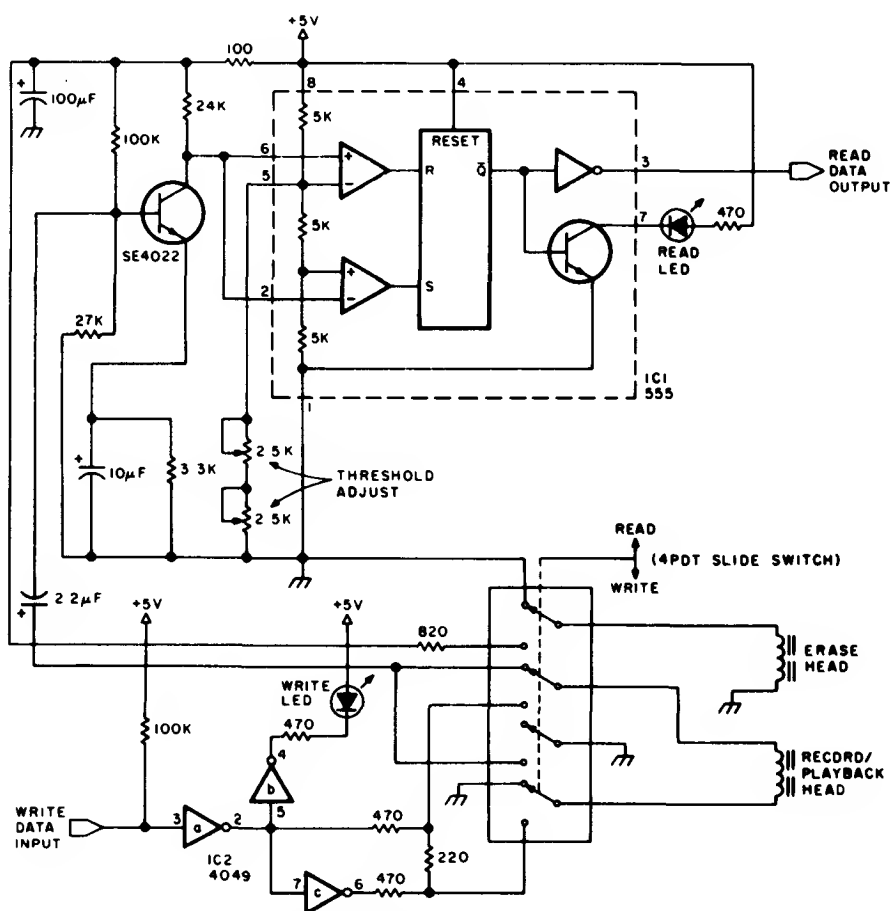 +5V
100
8
4
+
100µF
24K
5K
100K
RESET
6
+
READ
DATA
OUTPUT
5
-
R
Q̅
3
5K
7
470
SE4022
READ
LED
+
2
-
S
27K
5K
IC1
555
1
+
10µF
3.3K
2 5K
THRESHOLD
ADJUST
2 5K
READ
(4PDT SLIDE SWITCH)
WRITE
2 2µF
+
+5V
+5V
820
ERASE
HEAD
WRITE
LED
100K
470
4
b
RECORD/
PLAYBACK
HEAD
WRITE
DATA
INPUT
3
a
2
5
470
IC2
4049
220
7
c
6
470